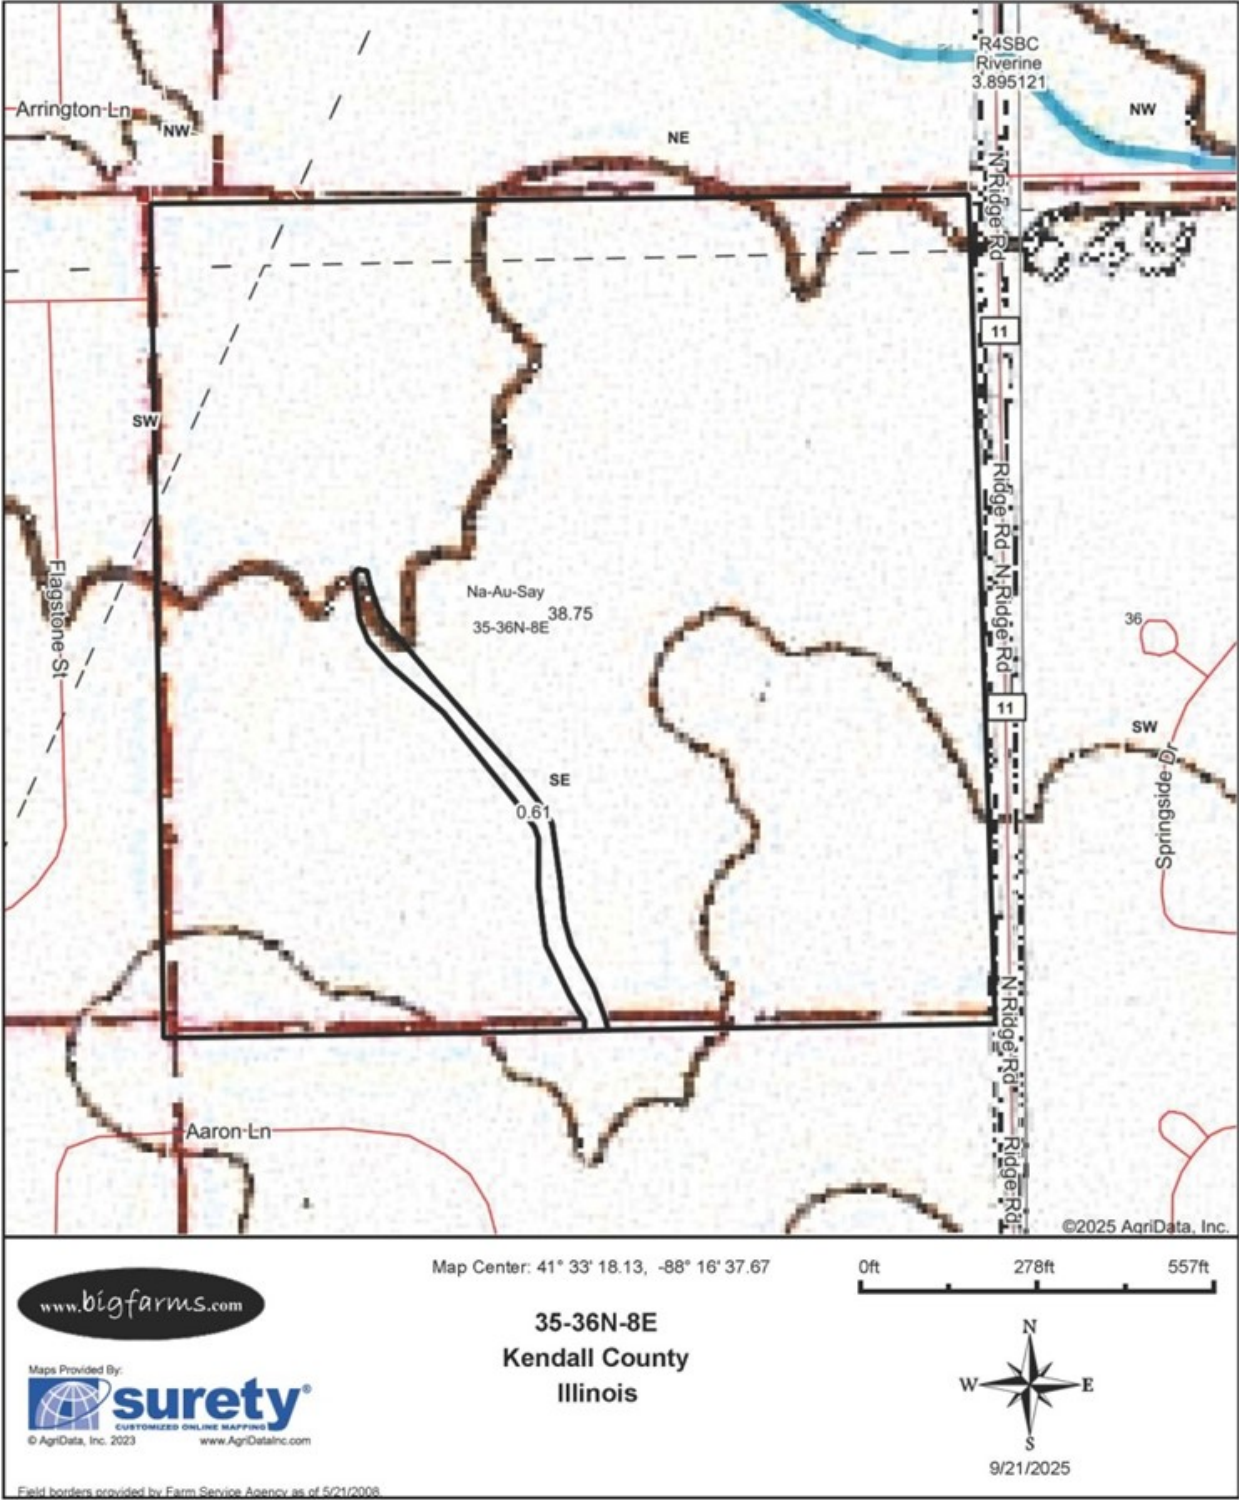 R4SBC
Riverine
3.895121
Arrington Ln
NW
NE
NW
N Ridge Rd
11
SW
Ridge Rd
N Ridge Rd
Flagstone St
Na-Au-Say
38.75
35-36N-8E
36
11
SW
Springside Dr
SE
0.61
N Ridge Rd
Aaron Ln
Ridge Rd
©2025 AgriData, Inc.
www.bigfarms.com
Map Center: 41° 33' 18.13, -88° 16' 37.67
0ft 278ft 557ft
35-36N-8E
Kendall County
Illinois
N
W E
S
9/21/2025
Maps Provided By:
surety®
CUSTOMIZED ONLINE MAPPING
© AgriData, Inc. 2023 www.AgriDataInc.com
Field borders provided by Farm Service Agency as of 5/21/2008.